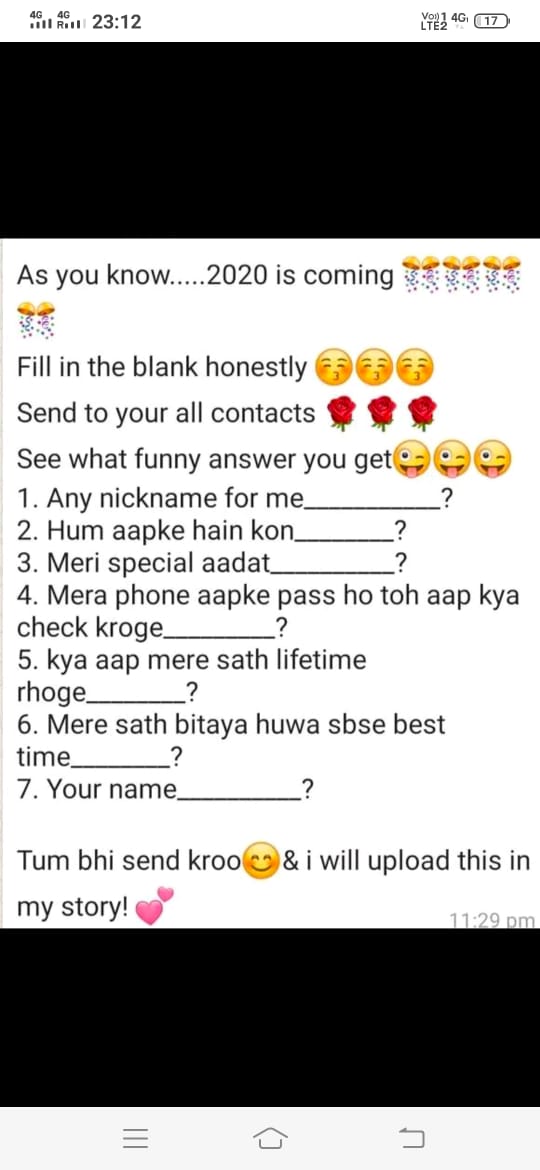 4G 4G R 23:12 Vo)) 1 4G LTE2 17
As you know.....2020 is coming 🎊🎊🎊🎊🎊🎊
🎊🎊
Fill in the blank honestly 😚😚😚
Send to your all contacts 🌹🌹🌹
See what funny answer you get😜😜😜
1. Any nickname for me___________?
2. Hum aapke hain kon________?
3. Meri special aadat__________?
4. Mera phone aapke pass ho toh aap kya
check kroge_________?
5. kya aap mere sath lifetime
rhoge________?
6. Mere sath bitaya huwa sbse best
time________?
7. Your name__________?
Tum bhi send kroo😊& i will upload this in
my story! 💕
11:29 pm